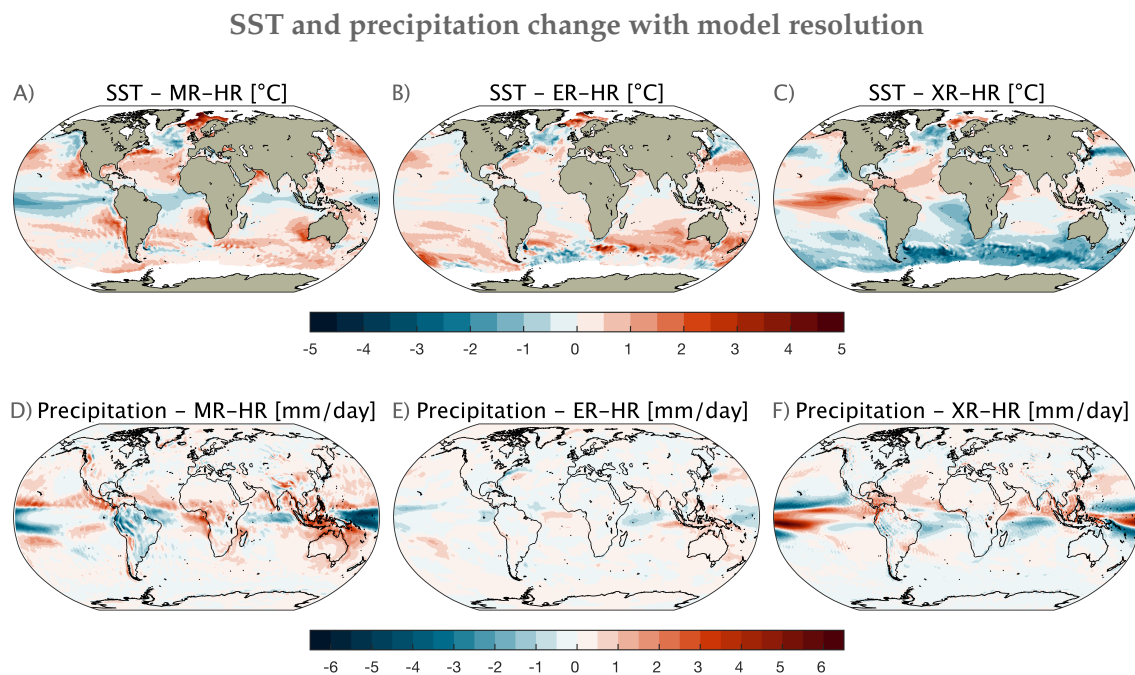 SST and precipitation change with model resolution
A) SST – MR-HR [°C]
B) SST – ER-HR [°C]
C) SST – XR-HR [°C]
-5 -4 -3 -2 -1 0 1 2 3 4 5
D) Precipitation – MR-HR [mm/day]
E) Precipitation – ER-HR [mm/day]
F) Precipitation – XR-HR [mm/day]
-6 -5 -4 -3 -2 -1 0 1 2 3 4 5 6